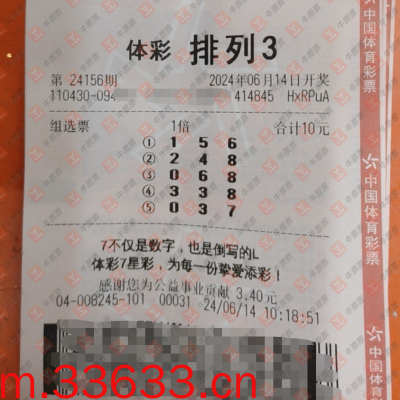 体彩 排列3
第 24156期 2024年06月14日开奖
110430-094 414845 HxRPuA
组选票 1倍 合计10元
① 1 5 6
② 2 4 8
③ 0 6 8
④ 3 3 8
⑤ 0 3 7
7不仅是数字，也是倒写的L
体彩7星彩，为每一份挚爱添彩！
感谢您为公益事业贡献 3.40元
04-008245-101 00031 24/06/14 10:18:51
中国体育彩票
中国体育彩票
中国体育彩票
m.33633.cn